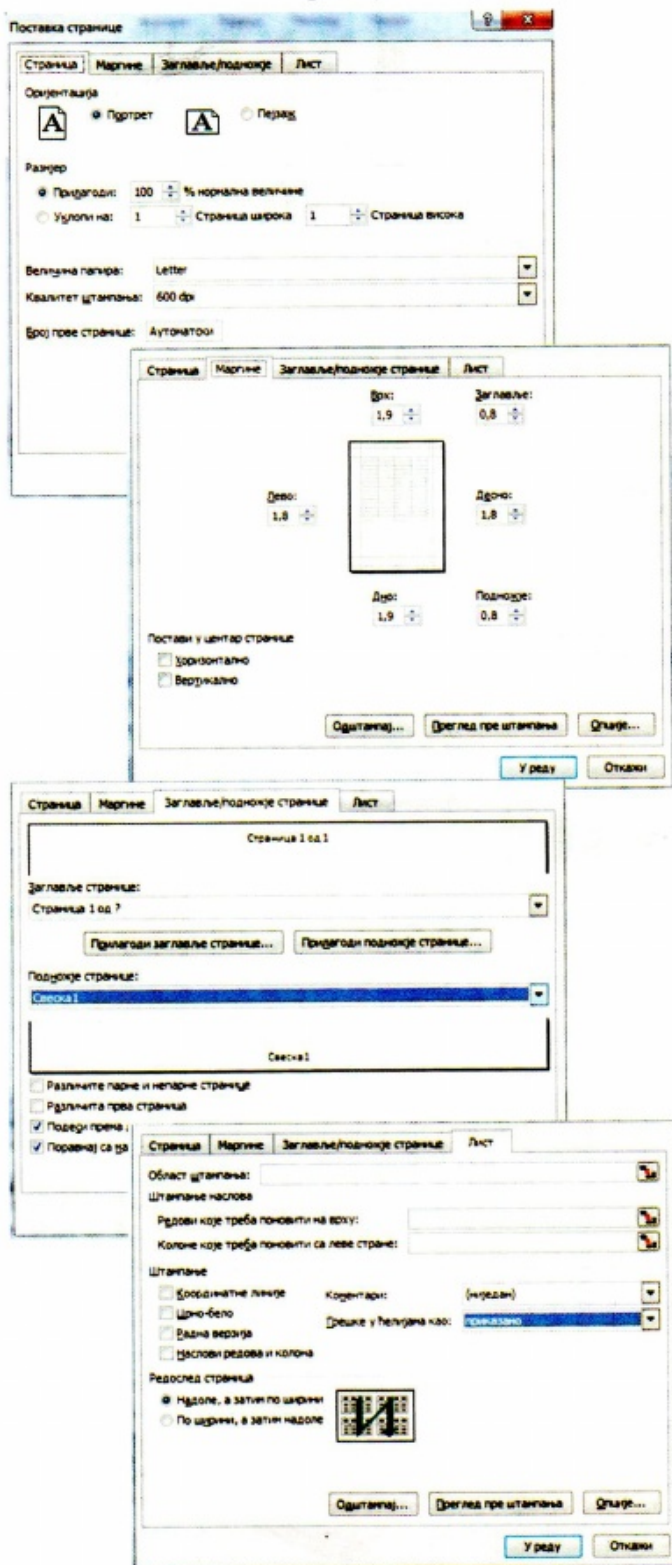 Поставка странице
Страница Маргине Заглавље/подножје Лист
Оријентација
A Портрет A Пејзаж
Размјер
Прилагоди: 100 % нормална величине
Уклопи на: 1 Страница широка 1 Страница висока
Величина папира: Letter
Квалитет штампања: 600 dpi
Број прве странице: Аутоматски
Страница Маргине Заглавље/подножје странице Лист
Врх: Заглавље:
1,9 0,8
Лево: Десно:
1,8 1,8
Дно: Подножје:
1,9 0,8
Постави у центар странице
Хоризонтално
Вертикално
Одштампај... Преглед пре штампања Опције...
У реду Откажи
Страница Маргине Заглавље/подножје странице Лист
Страница 1 од 1
Заглавље странице:
Страница 1 од ?
Прилагоди заглавље странице... Прилагоди подножје странице...
Подножје странице:
Свеска1
Свеска1
Различите парне и непарне странице
Различита прва страница
Подеси према
Поравнај са
Страница Маргине Заглавље/подножје странице Лист
Област штампања:
Штампање наслова
Редови које треба поновити на врху:
Колоне које треба поновити са леве стране:
Штампање
Координатне линије Коментари: (ниједан)
Црно-бело
Грешке у ћелијама као: приказано
Радна верзија
Наслови редова и колона
Редослед страница
Надоле, а затим по ширини
По ширини, а затим надоле
Одштампај... Преглед пре штампања Опције...
У реду Откажи